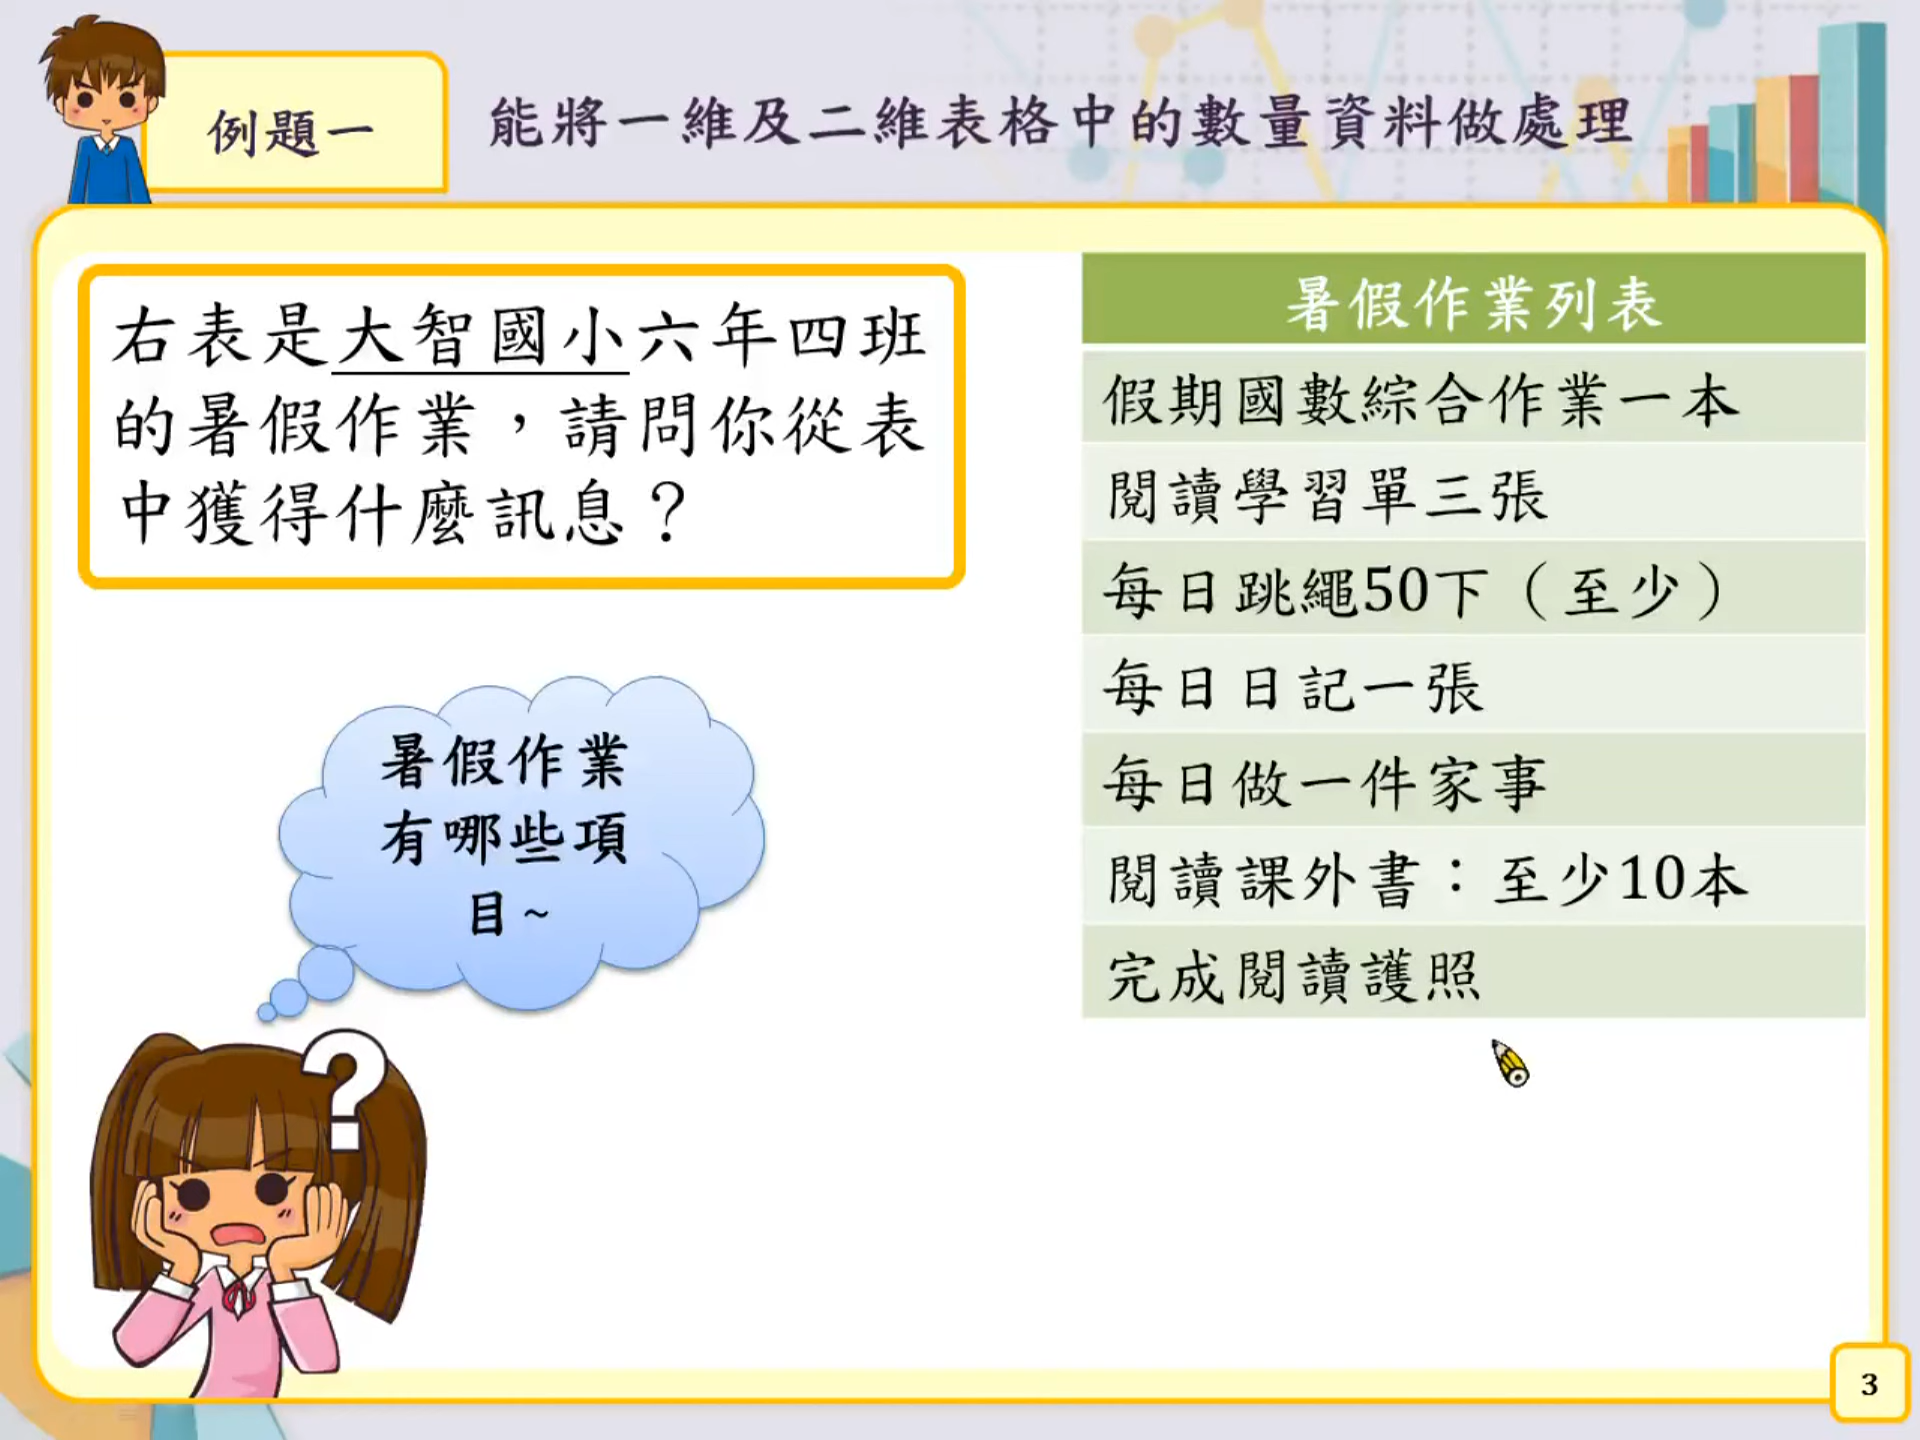 例題一
能將一維及二維表格中的數量資料做處理
右表是大智國小六年四班
的暑假作業，請問你從表
中獲得什麼訊息？
暑假作業
有哪些項
目~
?
暑假作業列表
假期國數綜合作業一本
閱讀學習單三張
每日跳繩50下（至少）
每日日記一張
每日做一件家事
閱讀課外書：至少10本
完成閱讀護照
3